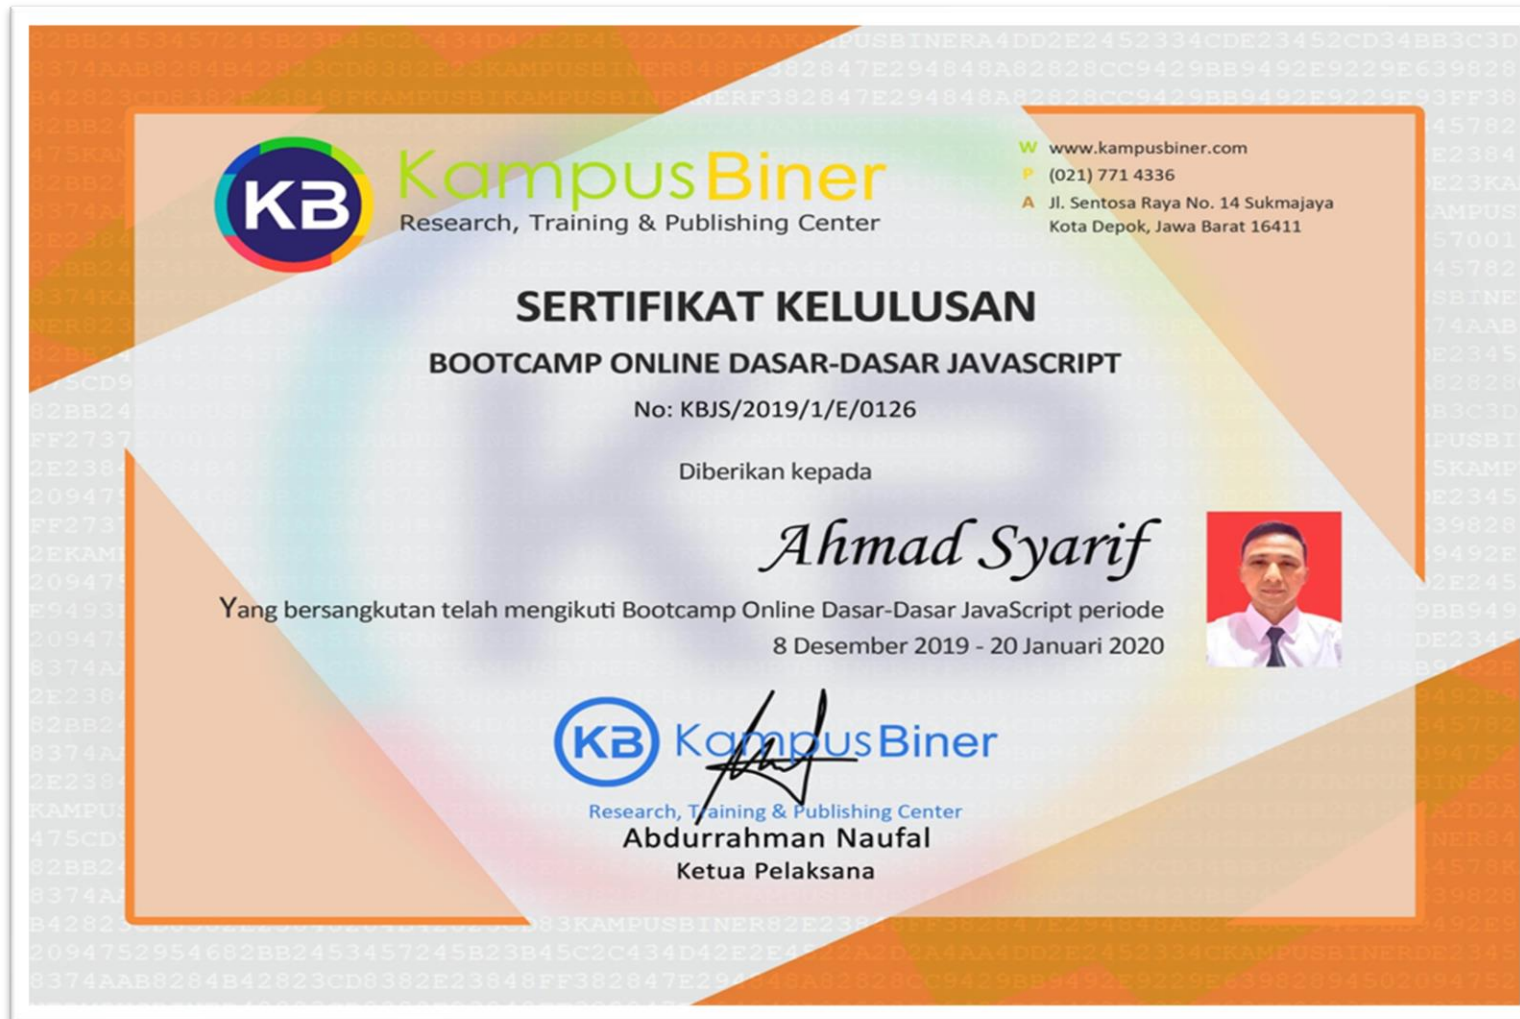 KB
KampusBiner
Research, Training & Publishing Center
W www.kampusbiner.com
P (021) 771 4336
A Jl. Sentosa Raya No. 14 Sukmajaya
Kota Depok, Jawa Barat 16411
SERTIFIKAT KELULUSAN
BOOTCAMP ONLINE DASAR-DASAR JAVASCRIPT
No: KBJS/2019/1/E/0126
Diberikan kepada
Ahmad Syarif
Yang bersangkutan telah mengikuti Bootcamp Online Dasar-Dasar JavaScript periode
8 Desember 2019 - 20 Januari 2020
KB KampusBiner
Research, Training & Publishing Center
Abdurrahman Naufal
Ketua Pelaksana